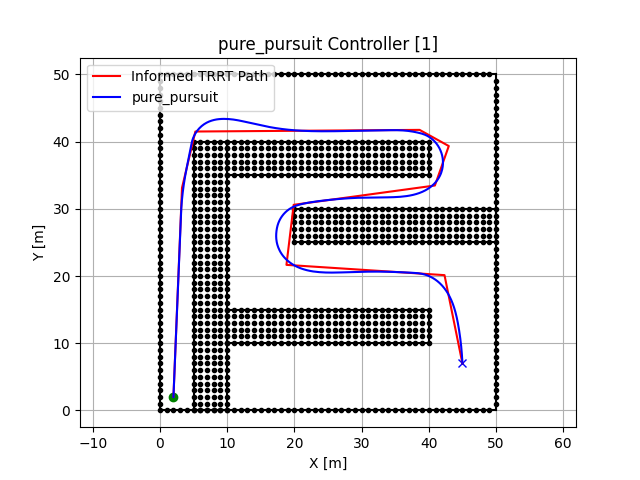 pure_pursuit Controller [1]
Informed TRRT Path
pure_pursuit
Y [m]
50
40
30
20
10
0
−10 0 10 20 30 40 50 60
X [m]